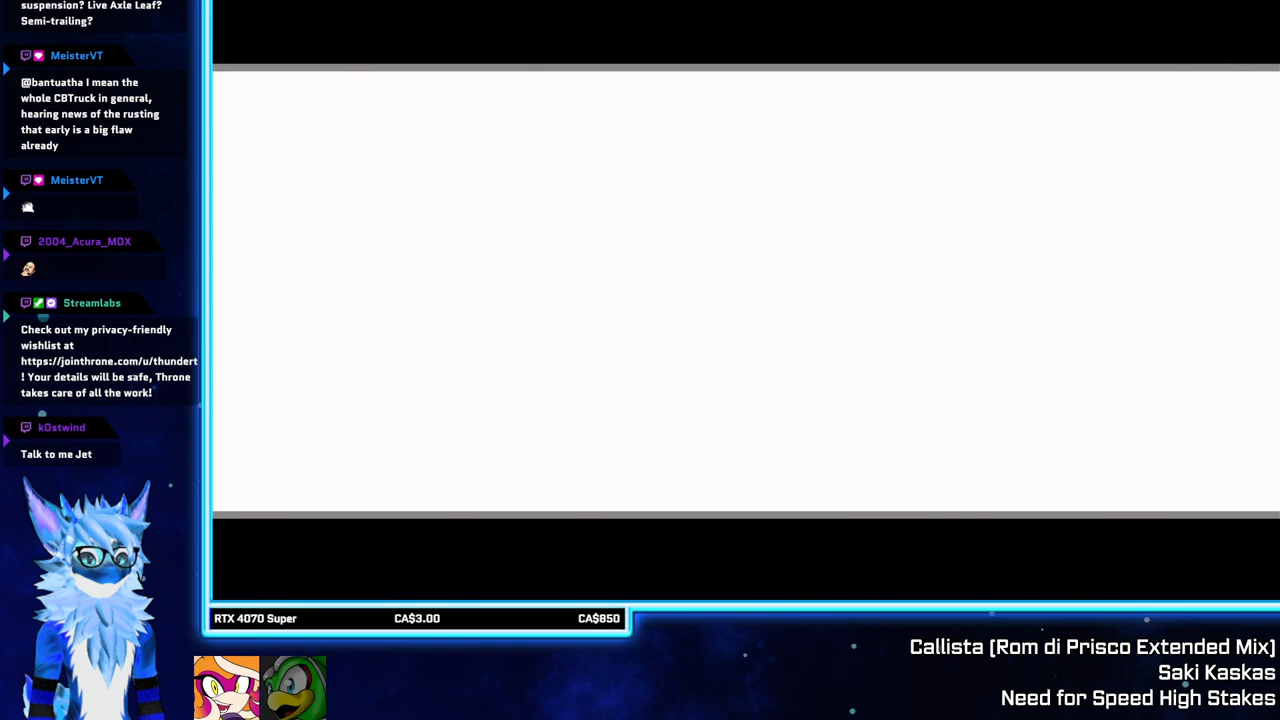 suspension? Live Axle Leaf?
Semi-trailing?
MeisterVT
@bantuatha I mean the
whole CBTruck in general,
hearing news of the rusting
that early is a big flaw
already
MeisterVT
2004_Acura_MDX
Streamlabs
Check out my privacy-friendly
wishlist at
https://jointhrone.com/u/thundert
! Your details will be safe, Throne
takes care of all the work!
k0stwind
Talk to me Jet
RTX 4070 Super CA$3.00 CA$850
Callista [Rom di Prisco Extended Mix]
Saki Kaskas
Need for Speed High Stakes